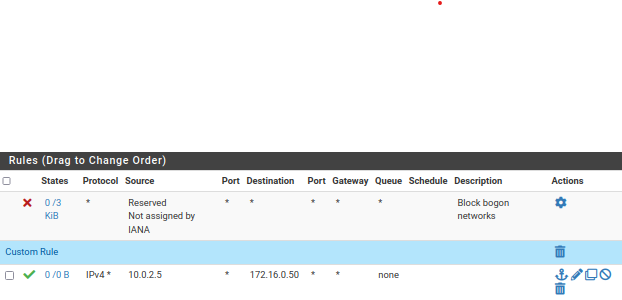 Rules (Drag to Change Order)
States Protocol Source Port Destination Port Gateway Queue Schedule Description Actions
0 /3 KiB * Reserved Not assigned by IANA * * * * * Block bogon networks
Custom Rule
0 /0 B IPv4 * 10.0.2.5 * 172.16.0.50 * * none